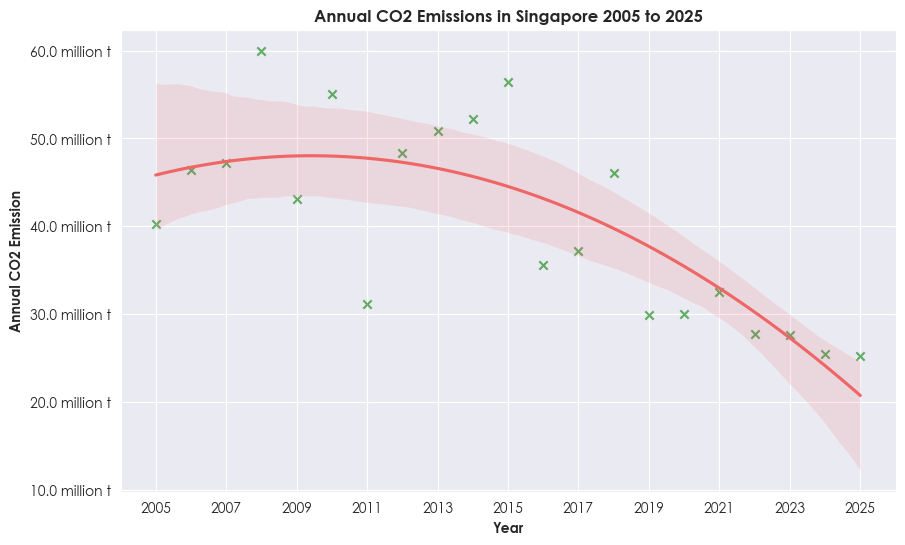 Annual CO2 Emissions in Singapore 2005 to 2025
60.0 million t
50.0 million t
40.0 million t
30.0 million t
20.0 million t
10.0 million t
Annual CO2 Emission
2005 2007 2009 2011 2013 2015 2017 2019 2021 2023 2025
Year